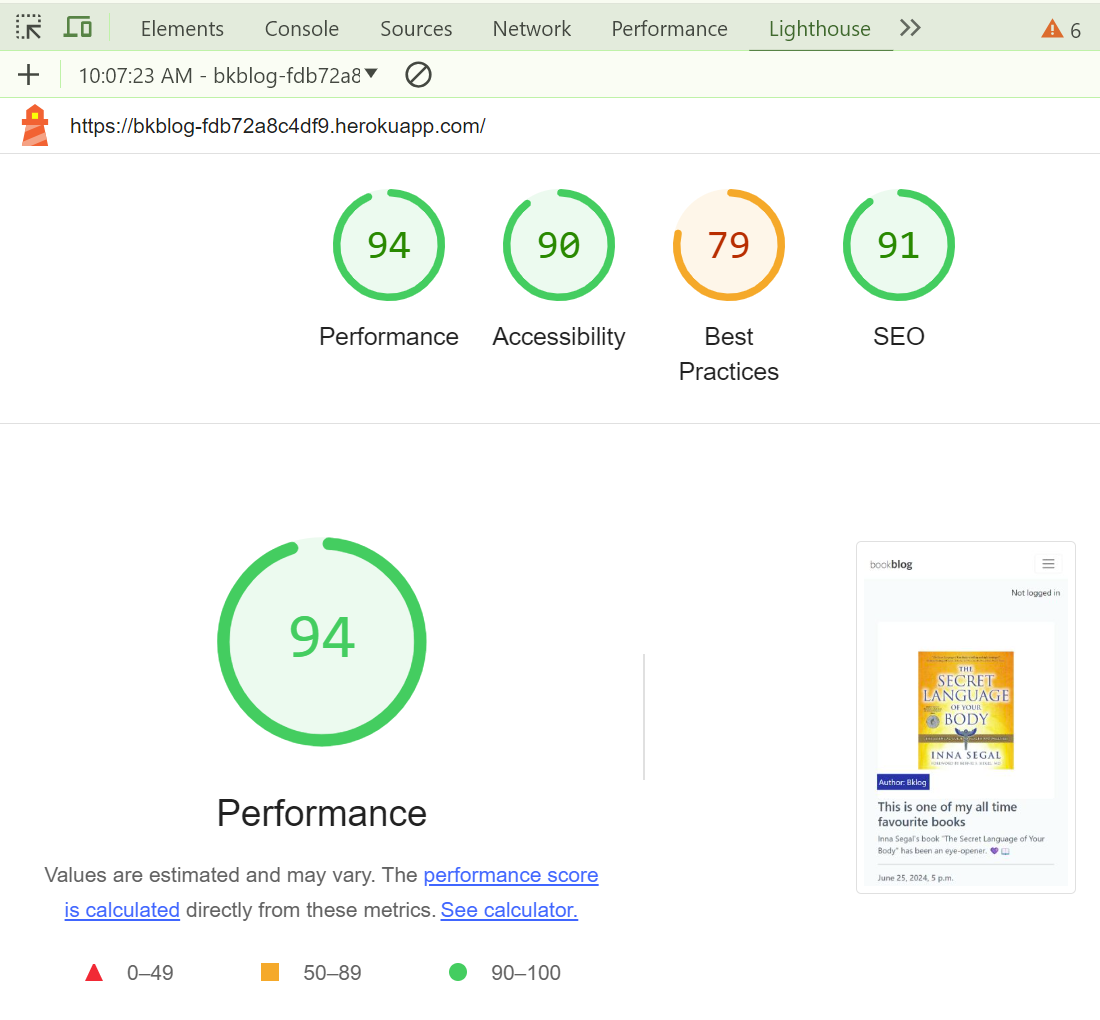 Elements Console Sources Network Performance Lighthouse 6
10:07:23 AM - bkblog-fdb72a8
https://bkblog-fdb72a8c4df9.herokuapp.com/
94 90 79 91
Performance Accessibility Best Practices SEO
94
Performance
Values are estimated and may vary. The performance score
is calculated directly from these metrics. See calculator.
0–49 50–89 90–100
bookblog
Not logged in
THE
SECRET
LANGUAGE
OF YOUR
BODY
INNA SEGAL
Author: Bklog
This is one of my all time
favourite books
Inna Segal's book "The Secret Language of Your
Body" has been an eye-opener. 💜 📖
June 25, 2024, 5 p.m.